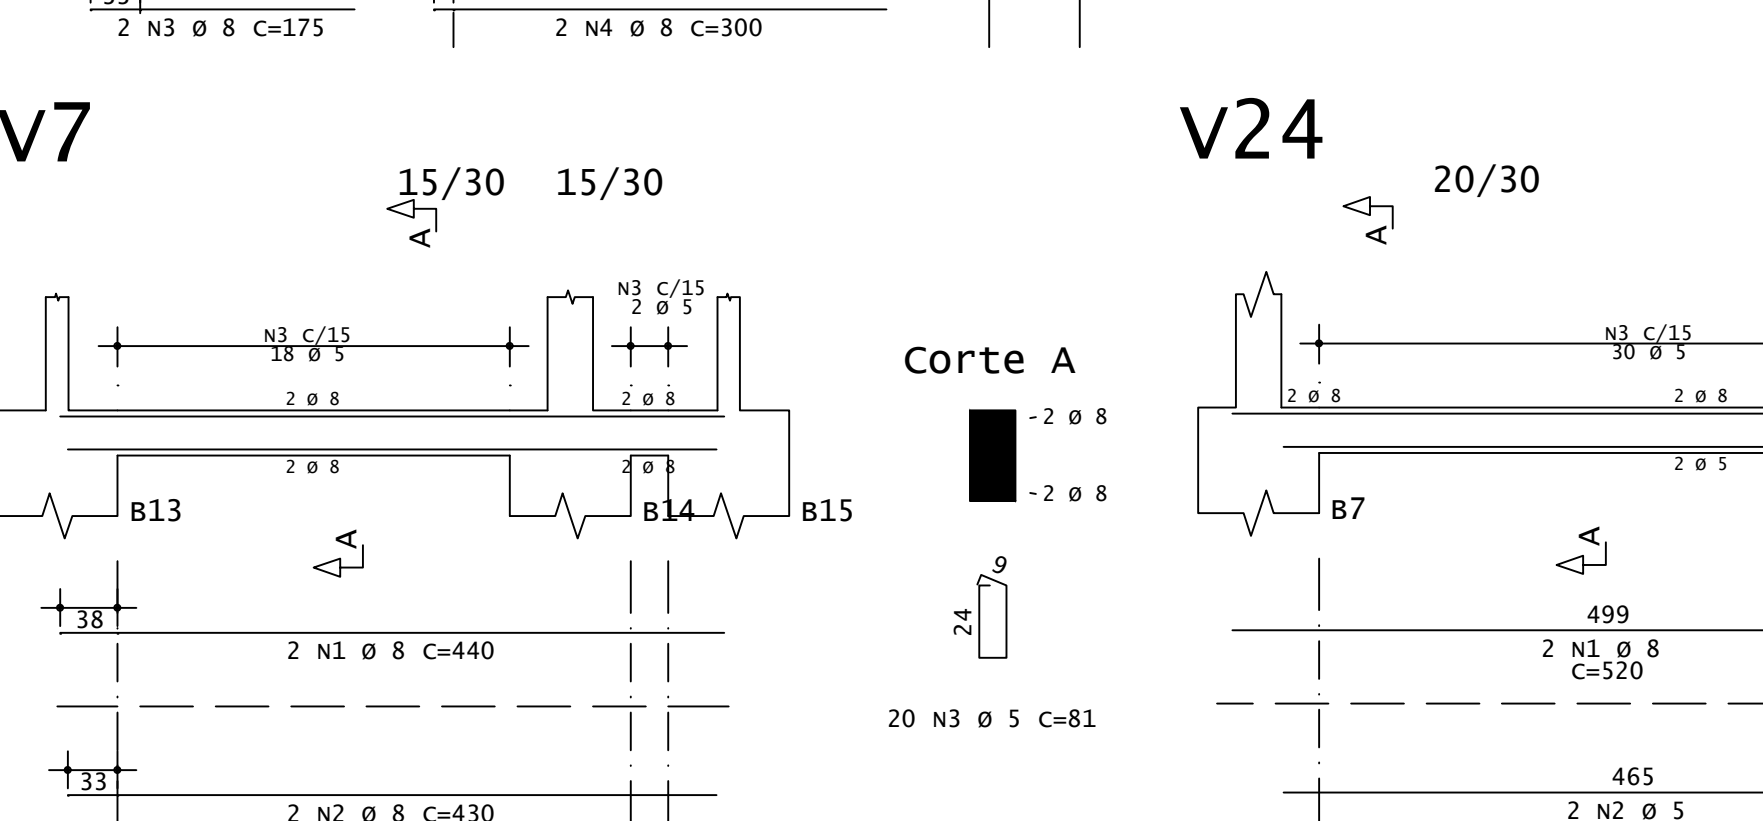 2 N3 Ø 8 C=175
2 N4 Ø 8 C=300
V7
15/30 15/30
A
N3 C/15
2 Ø 5
N3 C/15
18 Ø 5
2 Ø 8
2 Ø 8
2 Ø 8
2 Ø 8
B13
B14
B15
A
38
2 N1 Ø 8 C=440
33
2 N2 Ø 8 C=430
Corte A
-2 Ø 8
-2 Ø 8
9
24
20 N3 Ø 5 C=81
V24
20/30
A
N3 C/15
30 Ø 5
2 Ø 8
2 Ø 8
2 Ø 5
B7
A
499
2 N1 Ø 8
C=520
465
2 N2 Ø 5